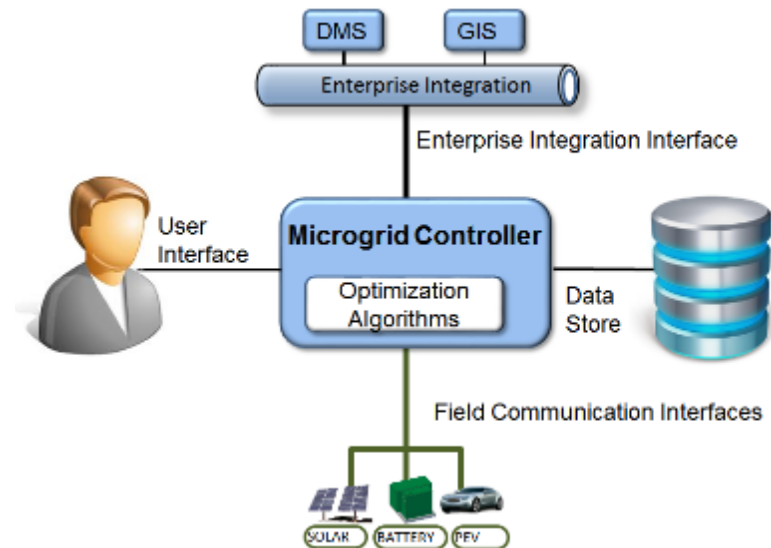 DMS
GIS
Enterprise Integration
Enterprise Integration Interface
User
Interface
Microgrid Controller
Optimization
Algorithms
Data
Store
Field Communication Interfaces
SOLAR
BATTERY
PEV